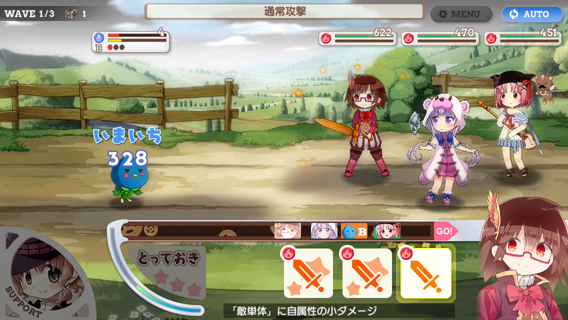 WAVE 1/3 1
通常攻撃
MENU
AUTO
B 4
622
470
451
いまいち
328
B
GO!
とっておき
SUPPORT
「敵単体」に自属性の小ダメージ